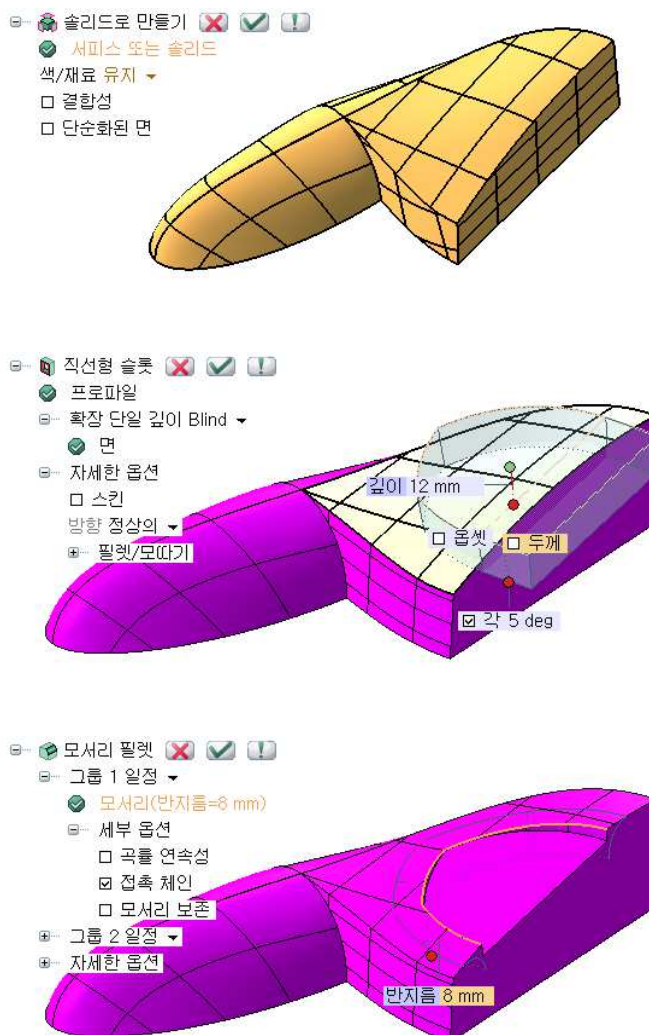 솔리드로 만들기
서피스 또는 솔리드
색/재료 유지
결합성
단순화된 면
직선형 슬롯
프로파일
확장 단일 깊이 Blind
면
자세한 옵션
스킨
방향 정상의
필렛/모따기
깊이 12 mm
옵셋
두께
각 5 deg
모서리 필렛
그룹 1 일정
모서리(반지름=8 mm)
세부 옵션
곡률 연속성
접촉 체인
모서리 보존
그룹 2 일정
자세한 옵션
반지름 8 mm